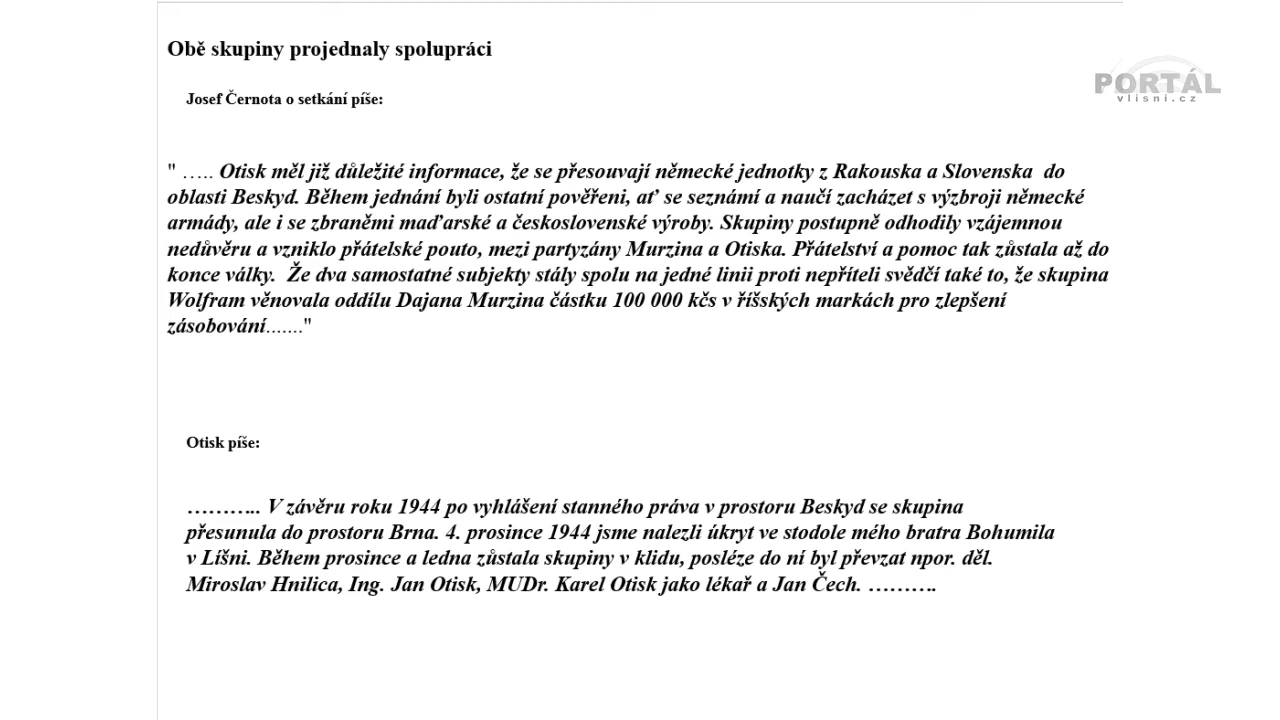 Obě skupiny projednaly spolupráci
PORTÁL
vlisni.cz
Josef Černota o setkání píše:
" ….. Otisk měl již důležité informace, že se přesouvají německé jednotky z Rakouska a Slovenska do
oblasti Beskyd. Během jednání byli ostatní pověřeni, ať se seznámí a naučí zacházet s výzbroji německé
armády, ale i se zbraněmi maďarské a československé výroby. Skupiny postupně odhodily vzájemnou
nedůvěru a vzniklo přátelské pouto, mezi partyzány Murzina a Otiska. Přátelství a pomoc tak zůstala až do
konce války. Že dva samostatné subjekty stály spolu na jedné linii proti nepříteli svědčí také to, že skupina
Wolfram věnovala oddílu Dajana Murzina částku 100 000 kčs v říšských markách pro zlepšení
zásobování......."
Otisk píše:
……….. V závěru roku 1944 po vyhlášení stanného práva v prostoru Beskyd se skupina
přesunula do prostoru Brna. 4. prosince 1944 jsme nalezli úkryt ve stodole mého bratra Bohumila
v Líšni. Během prosince a ledna zůstala skupiny v klidu, posléze do ní byl převzat npor. děl.
Miroslav Hnilica, Ing. Jan Otisk, MUDr. Karel Otisk jako lékař a Jan Čech. ……….